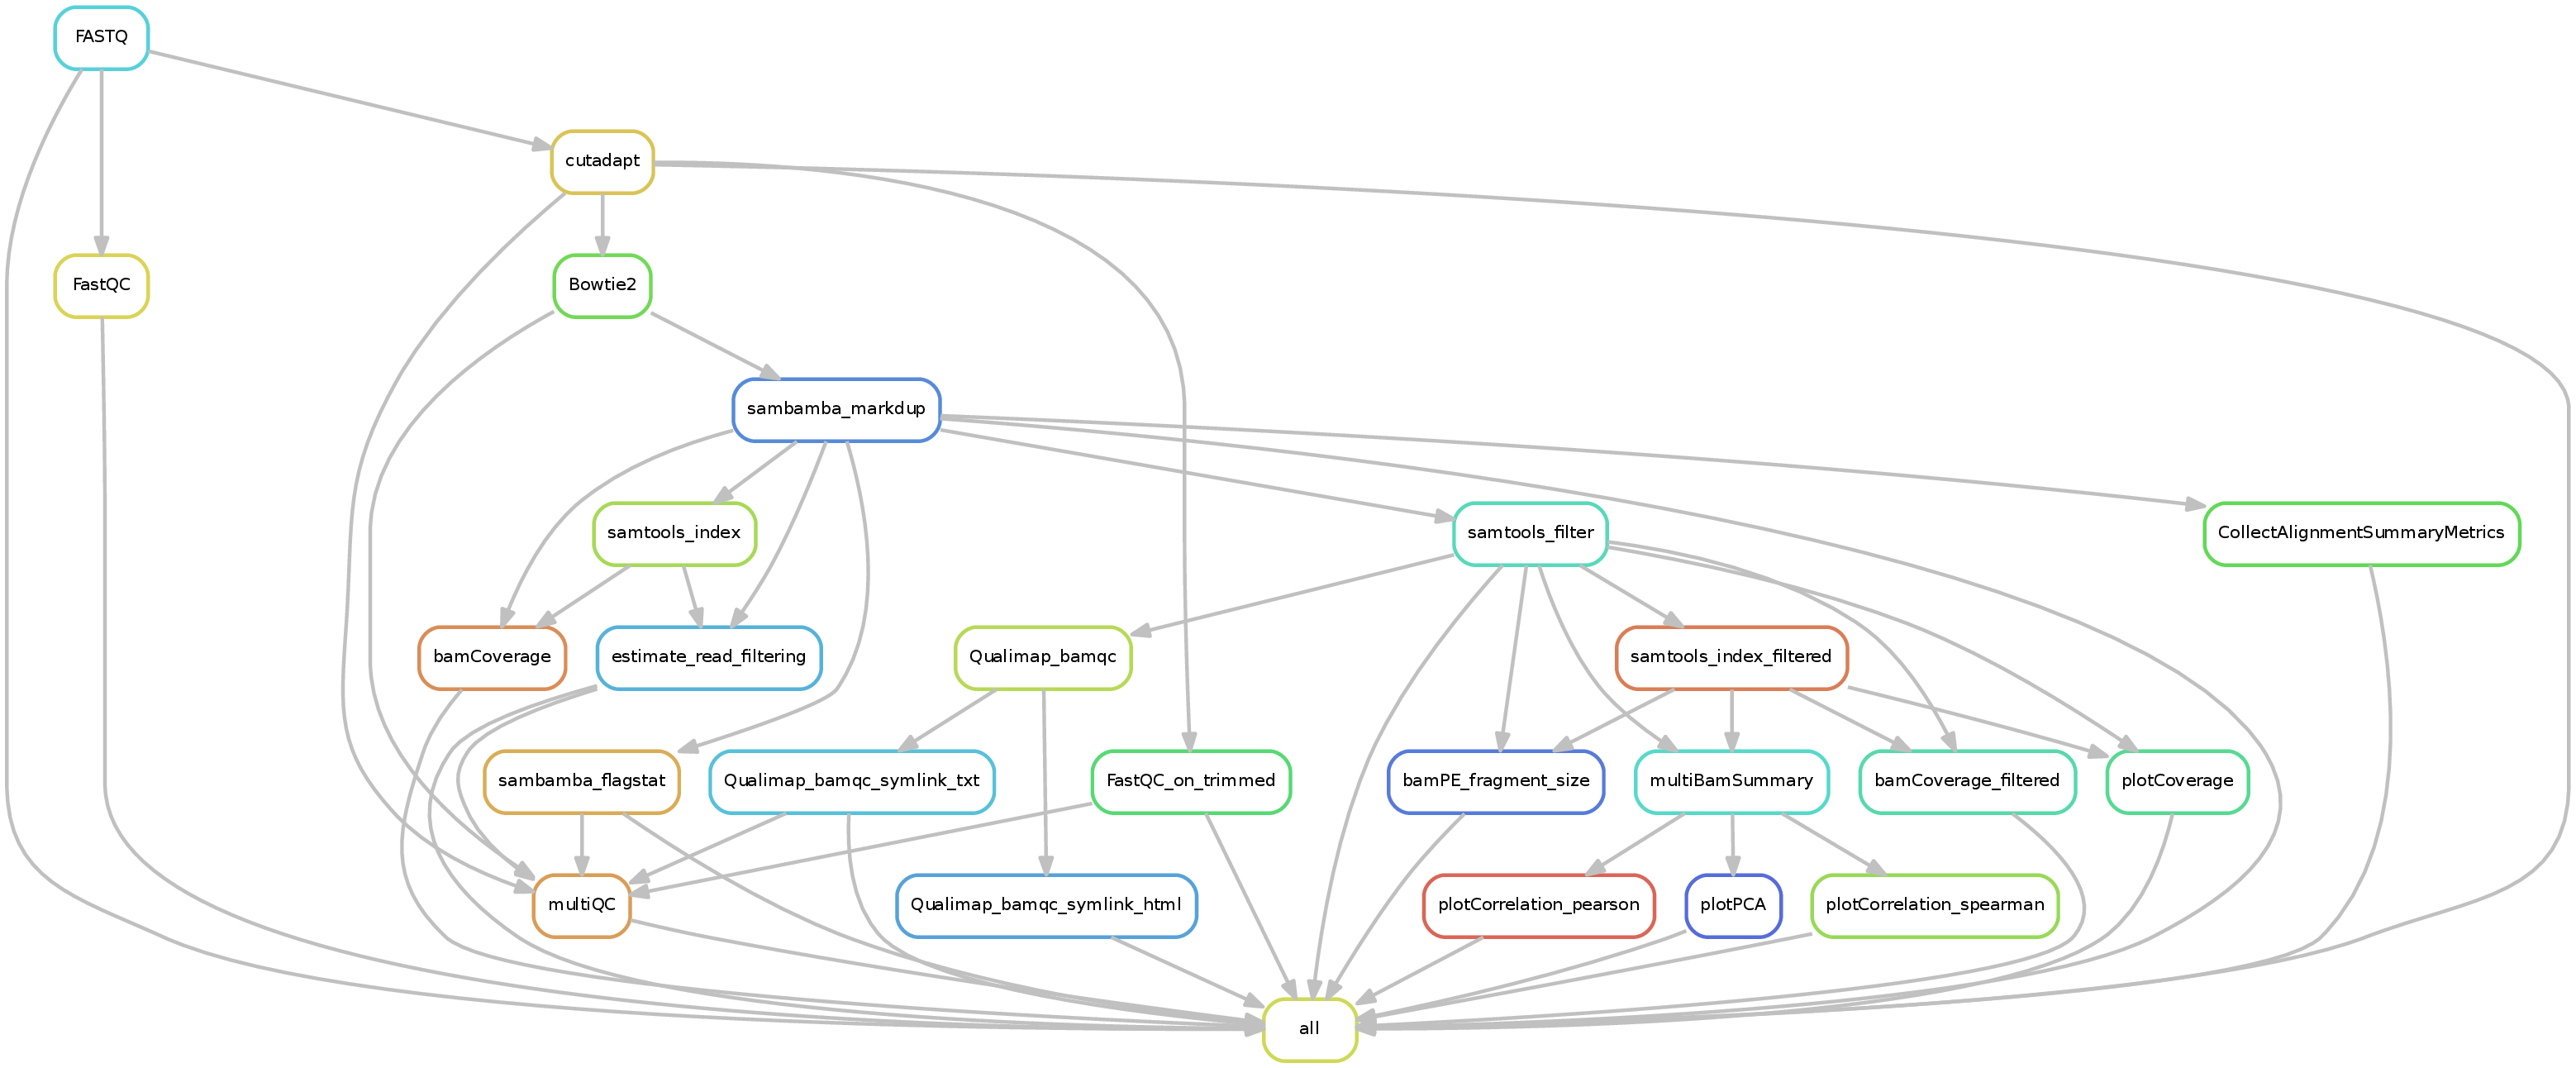 FASTQ
cutadapt
FastQC
Bowtie2
sambamba_markdup
samtools_index
samtools_filter
CollectAlignmentSummaryMetrics
bamCoverage
estimate_read_filtering
Qualimap_bamqc
samtools_index_filtered
sambamba_flagstat
Qualimap_bamqc_symlink_txt
FastQC_on_trimmed
bamPE_fragment_size
multiBamSummary
bamCoverage_filtered
plotCoverage
multiQC
Qualimap_bamqc_symlink_html
plotCorrelation_pearson
plotPCA
plotCorrelation_spearman
all